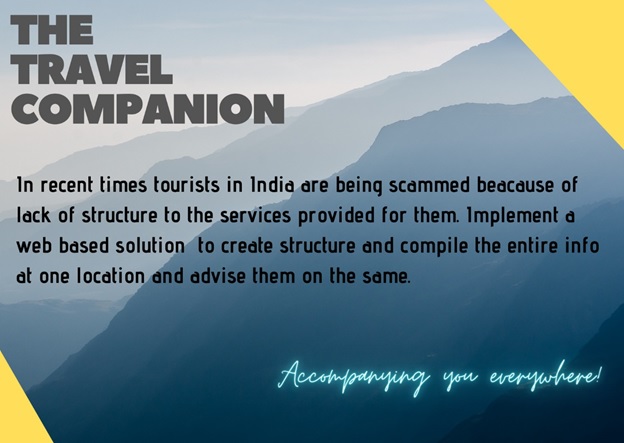 THE
TRAVEL
COMPANION
In recent times tourists in India are being scammed beacause of
lack of structure to the services provided for them. Implement a
web based solution to create structure and compile the entire info
at one location and advise them on the same.
Accompanying you everywhere!